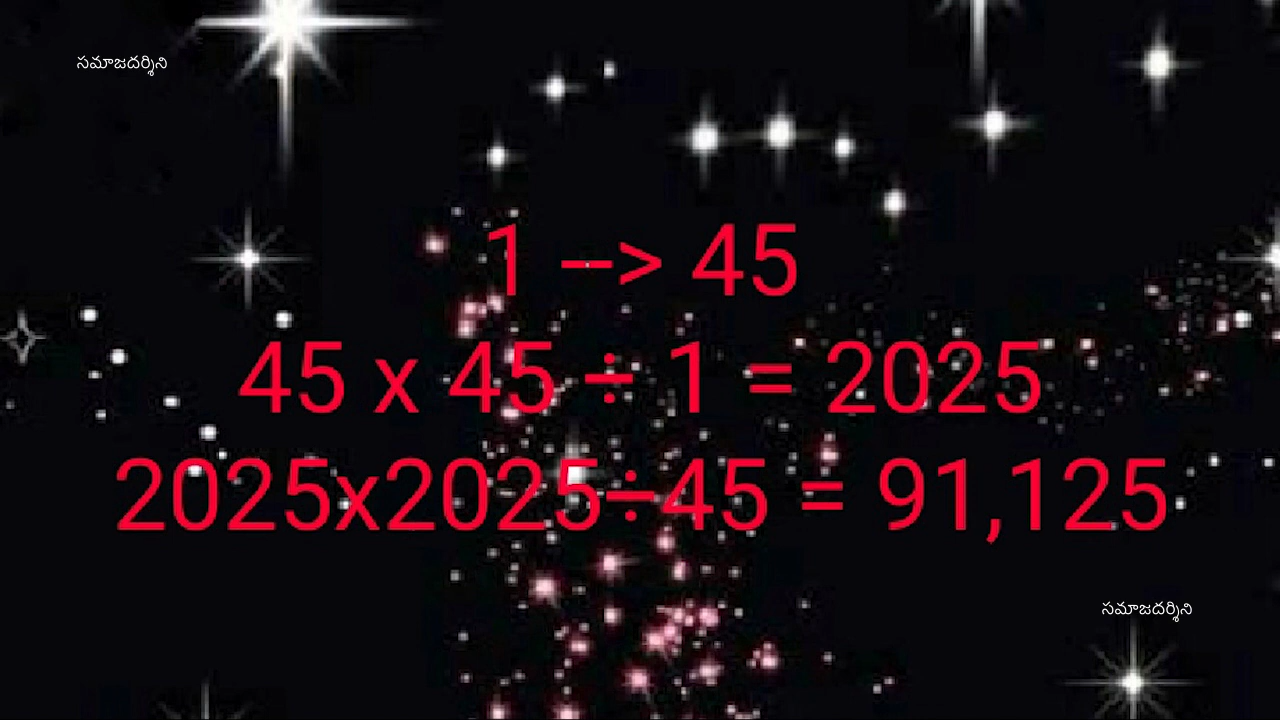 సమాజదర్శిని
1 --> 45
45 x 45 ÷ 1 = 2025
2025x2025÷45 = 91,125
సమాజదర్శిని